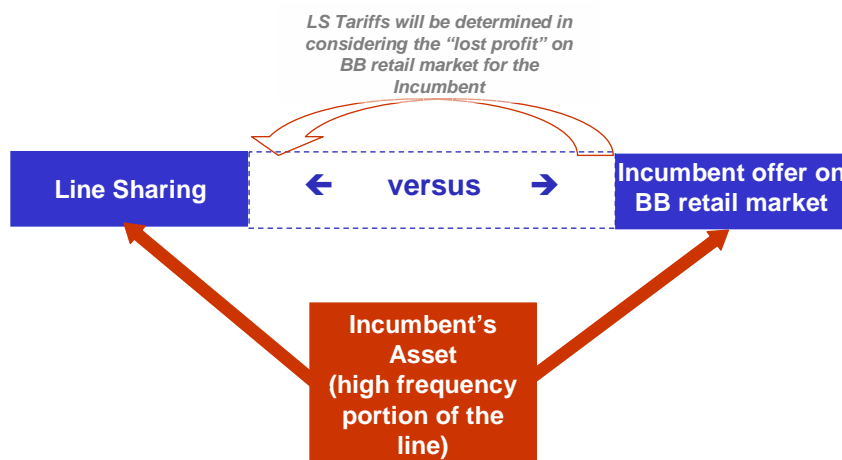 LS Tariffs will be determined in
considering the “lost profit” on
BB retail market for the
Incumbent
Line Sharing
← versus →
Incumbent offer on
BB retail market
Incumbent’s
Asset
(high frequency
portion of the
line)